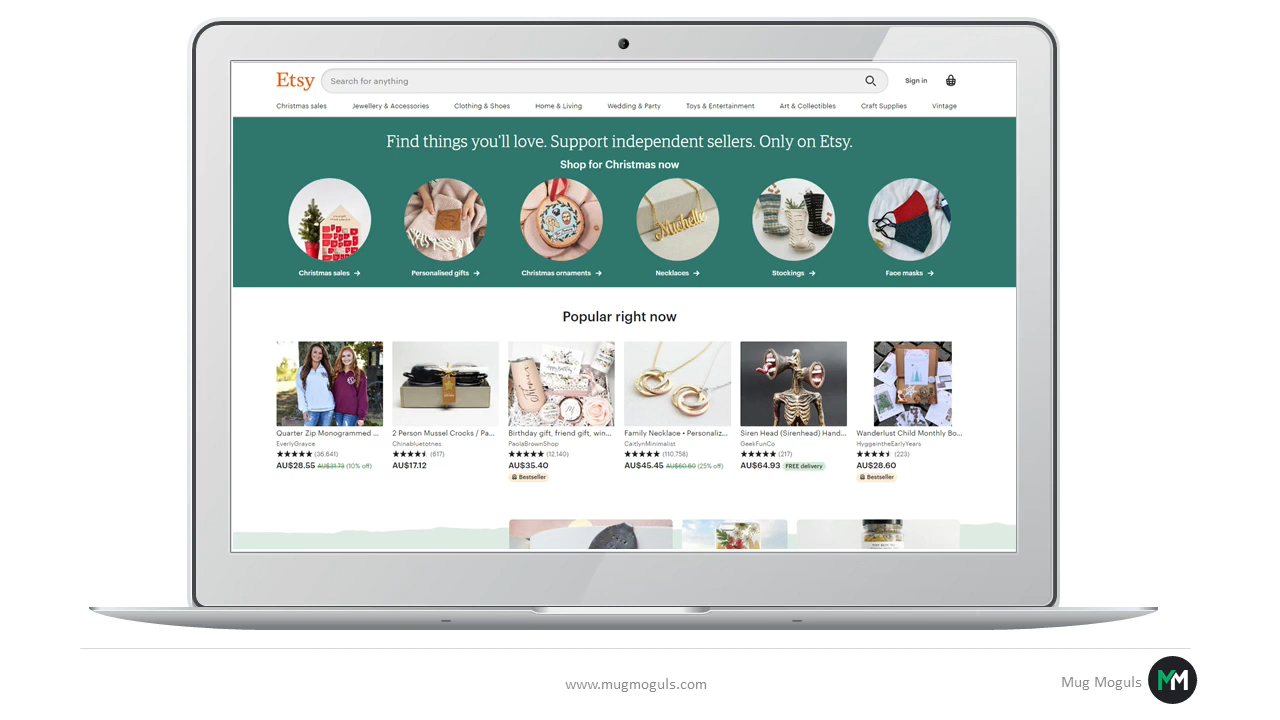 Etsy
Search for anything
Sign in
Christmas sales
Jewellery & Accessories
Clothing & Shoes
Home & Living
Wedding & Party
Toys & Entertainment
Art & Collectibles
Craft Supplies
Vintage
Find things you'll love. Support independent sellers. Only on Etsy.
Shop for Christmas now
Michelle
Christmas sales →
Personalised gifts →
Christmas ornaments →
Necklaces →
Stockings →
Face masks →
Popular right now
Quarter Zip Monogrammed ...
EverlyGrayce
★★★★★ (36,641)
AU$28.55 AU$31.73 (10% off)
2 Person Mussel Crocks / Pa...
Chinabluetotnes
(617)
AU$17.12
Birthday gift, friend gift, win...
PaolaBrownShop
★★★★★ (12,140)
AU$35.40
Bestseller
Family Necklace • Personaliz...
CaitlynMinimalist
★★★★★ (110,758)
AU$45.45 AU$60.60 (25% off)
Siren Head (Sirenhead) Hand...
GeekFunCo
★★★★★ (217)
AU$64.93 FREE delivery
Wanderlust Child Monthly Bo...
HyggeintheEarlyYears
(223)
AU$28.60
Bestseller
www.mugmoguls.com
Mug Moguls
MM